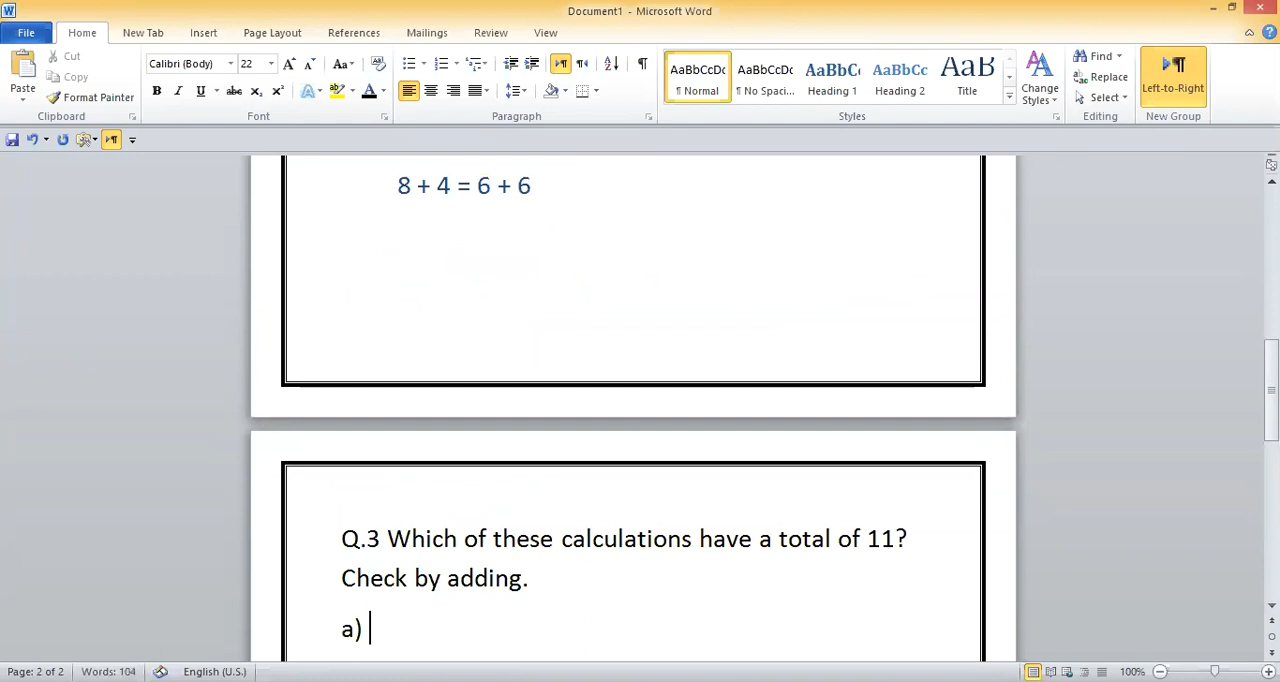 Document1 - Microsoft Word
File Home New Tab Insert Page Layout References Mailings Review View
Cut
Copy
Format Painter
Paste
Clipboard
Calibri (Body) 22
Font
Paragraph
AaBbCcDc AaBbCcDc AaBbC AaBbCc AaB
¶ Normal ¶ No Spaci... Heading 1 Heading 2 Title
Change
Styles
Styles
Find
Replace
Select
Editing
Left-to-Right
New Group
8 + 4 = 6 + 6
Q.3 Which of these calculations have a total of 11?
Check by adding.
a)
Page: 2 of 2 Words: 104 English (U.S.) 100%